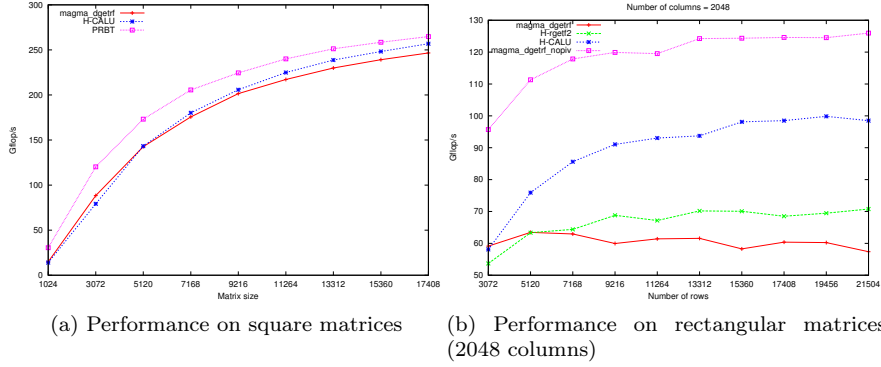 magma_dgetrf
H-CALU
PRBT
300
250
200
150
100
50
0
Gflop/s
1024 3072 5120 7168 9216 11264 13312 15360 17408
Matrix size
(a) Performance on square matrices
Number of columns = 2048
magma_dgetrf
H-rgetf2
H-CALU
magma_dgetrf_nopiv
130
120
110
100
90
80
70
60
50
Gflop/s
3072 5120 7168 9216 11264 13312 15360 17408 19456 21504
Number of rows
(b) Performance on rectangular matrices
(2048 columns)